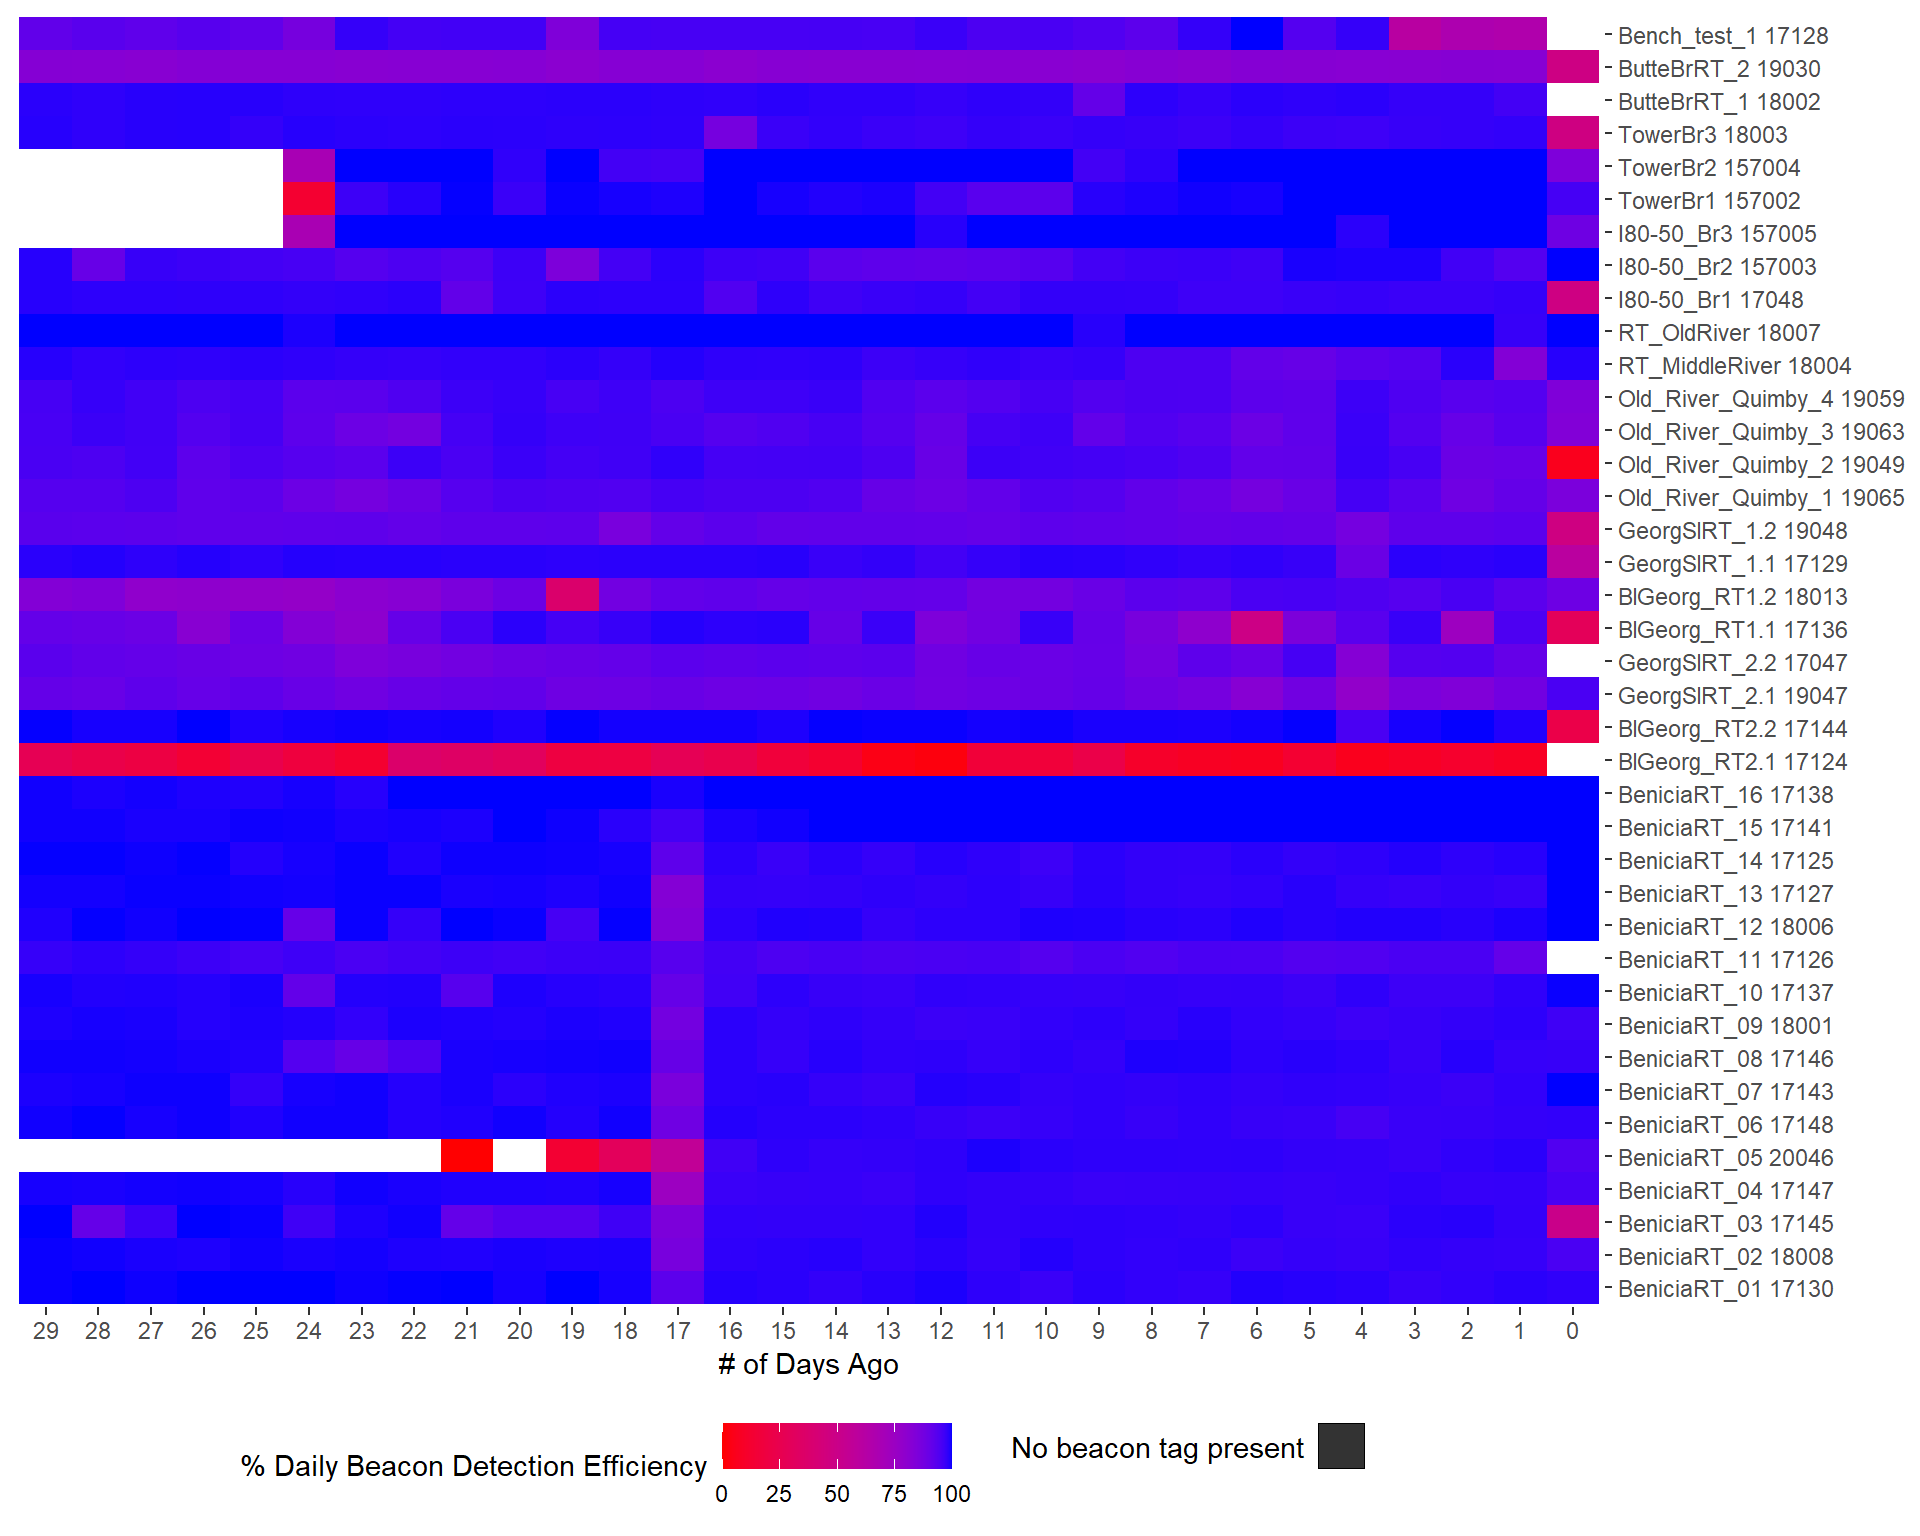 Bench_test_1 17128
ButteBrRT_2 19030
ButteBrRT_1 18002
TowerBr3 18003
TowerBr2 157004
TowerBr1 157002
I80-50_Br3 157005
I80-50_Br2 157003
I80-50_Br1 17048
RT_OldRiver 18007
RT_MiddleRiver 18004
Old_River_Quimby_4 19059
Old_River_Quimby_3 19063
Old_River_Quimby_2 19049
Old_River_Quimby_1 19065
GeorgSlRT_1.2 19048
GeorgSlRT_1.1 17129
BlGeorg_RT1.2 18013
BlGeorg_RT1.1 17136
GeorgSlRT_2.2 17047
GeorgSlRT_2.1 19047
BlGeorg_RT2.2 17144
BlGeorg_RT2.1 17124
BeniciaRT_16 17138
BeniciaRT_15 17141
BeniciaRT_14 17125
BeniciaRT_13 17127
BeniciaRT_12 18006
BeniciaRT_11 17126
BeniciaRT_10 17137
BeniciaRT_09 18001
BeniciaRT_08 17146
BeniciaRT_07 17143
BeniciaRT_06 17148
BeniciaRT_05 20046
BeniciaRT_04 17147
BeniciaRT_03 17145
BeniciaRT_02 18008
BeniciaRT_01 17130
29 28 27 26 25 24 23 22 21 20 19 18 17 16 15 14 13 12 11 10 9 8 7 6 5 4 3 2 1 0
# of Days Ago
% Daily Beacon Detection Efficiency
0 25 50 75 100
No beacon tag present